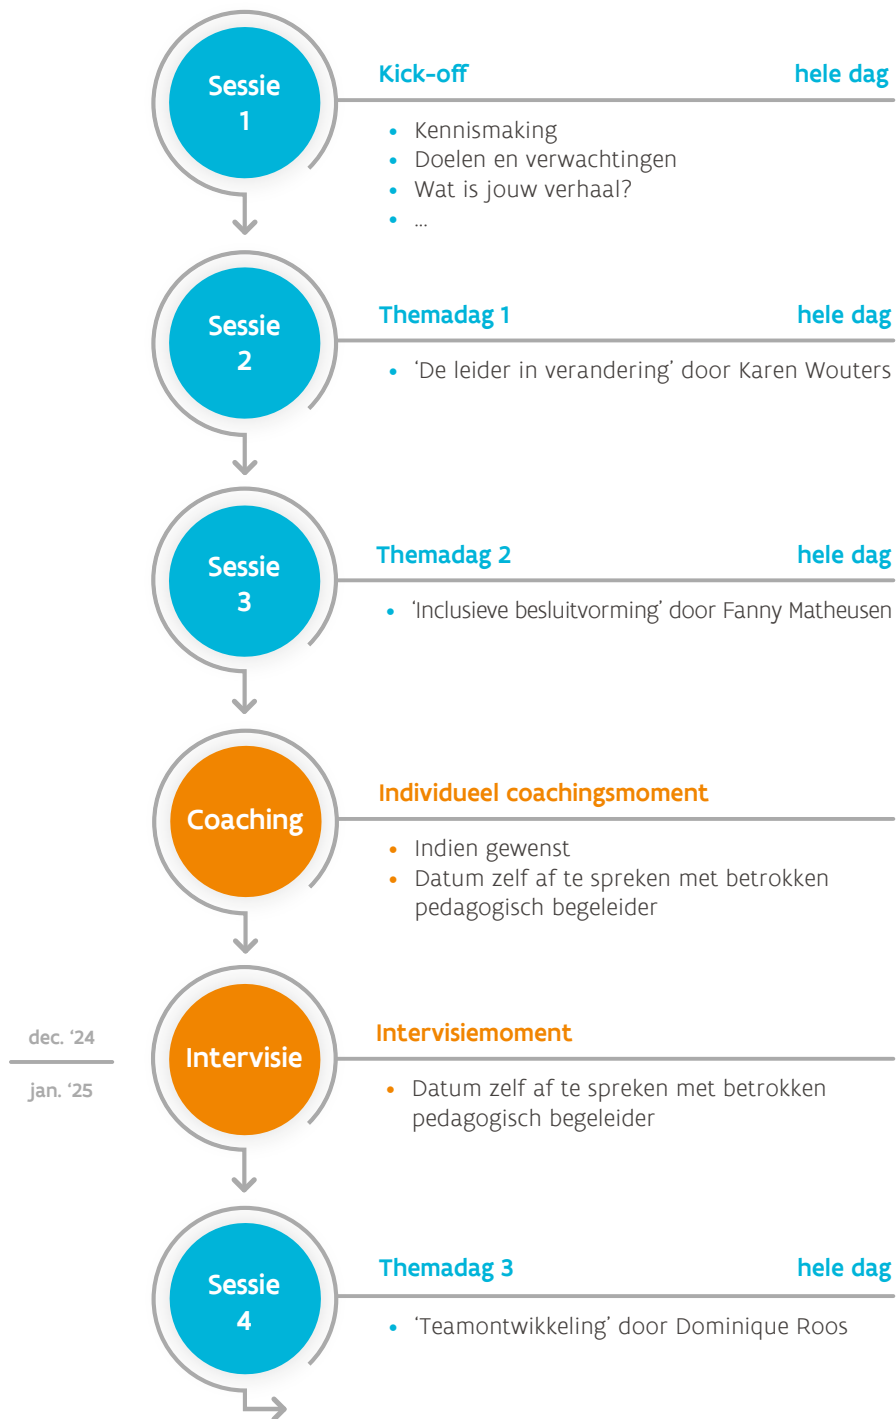 Sessie
1
Kick-off hele dag
• Kennismaking
• Doelen en verwachtingen
• Wat is jouw verhaal?
• ...
Sessie
2
Themadag 1 hele dag
• ‘De leider in verandering’ door Karen Wouters
Sessie
3
Themadag 2 hele dag
• ‘Inclusieve besluitvorming’ door Fanny Matheusen
Coaching
Individueel coachingsmoment
• Indien gewenst
• Datum zelf af te spreken met betrokken
pedagogisch begeleider
dec. ‘24
jan. ‘25
Intervisie
Intervisiemoment
• Datum zelf af te spreken met betrokken
pedagogisch begeleider
Sessie
4
Themadag 3 hele dag
• ‘Teamontwikkeling’ door Dominique Roos